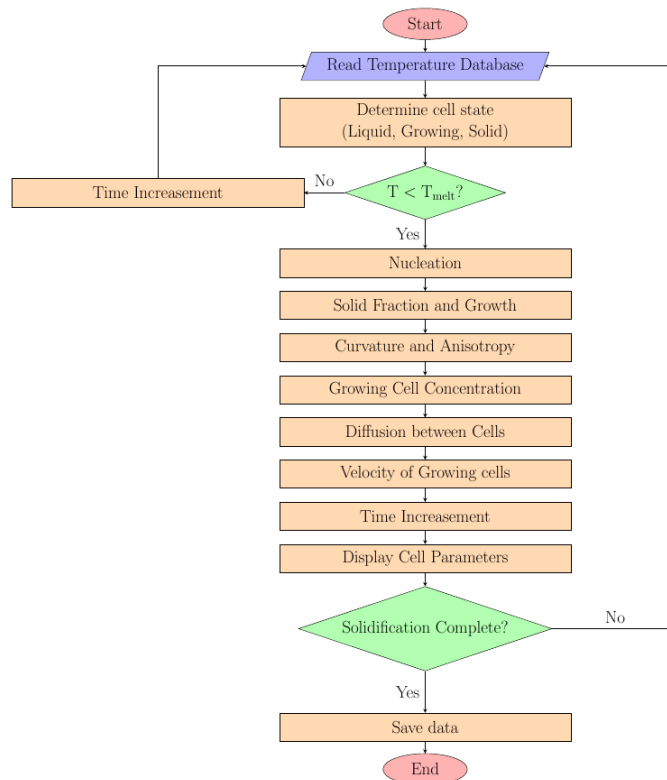 Start
Read Temperature Database
Determine cell state
(Liquid, Growing, Solid)
No
Time Increasement
T < Tmelt?
Yes
Nucleation
Solid Fraction and Growth
Curvature and Anisotropy
Growing Cell Concentration
Diffusion between Cells
Velocity of Growing cells
Time Increasement
Display Cell Parameters
Solidification Complete?
No
Yes
Save data
End